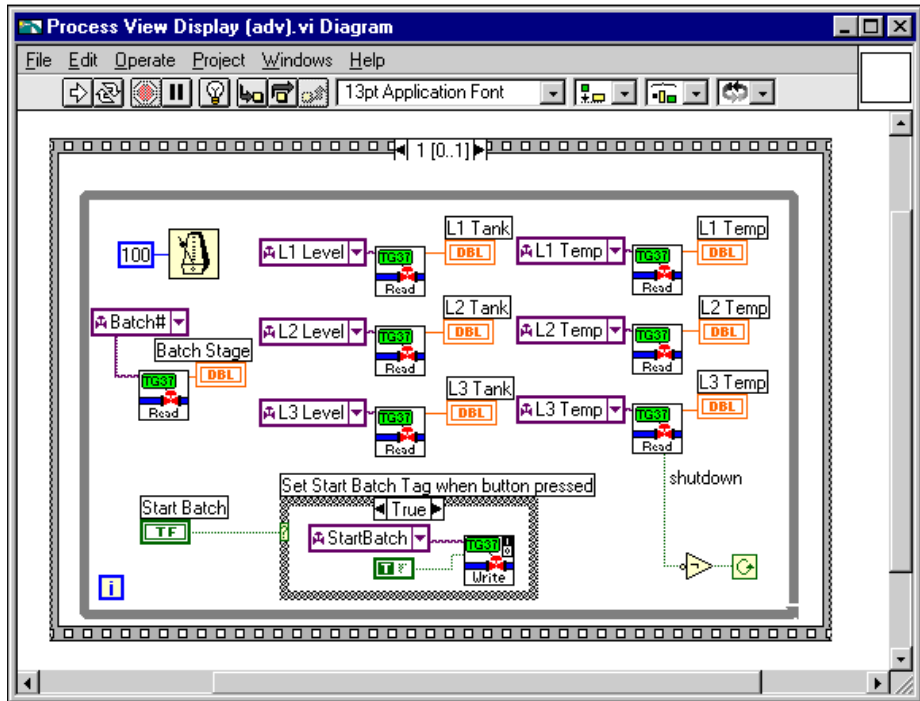 Process View Display (adv).vi Diagram
File Edit Operate Project Windows Help
13pt Application Font
1 [0..1]
100
L1 Level
TG37
Read
L1 Tank
DBL
L1 Temp
TG37
Read
L1 Temp
DBL
Batch#
TG37
Read
Batch Stage
DBL
L2 Level
TG37
Read
L2 Tank
DBL
L2 Temp
TG37
Read
L2 Temp
DBL
L3 Level
TG37
Read
L3 Tank
DBL
L3 Temp
TG37
Read
L3 Temp
DBL
shutdown
Set Start Batch Tag when button pressed
Start Batch
TF
?
True
StartBatch
TG37
Write
T F
i